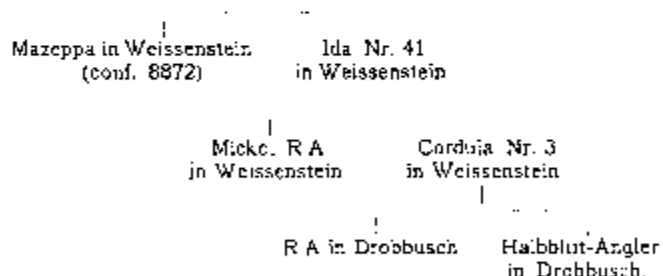 Mazeppa in Weissenstein Ida Nr. 41
(conf. 8872) in Weissenstein
Mickel R A Cordula Nr. 3
in Weissenstein in Weissenstein
R A in Drobbusch Halbblut-Angler
in Drobbusch.